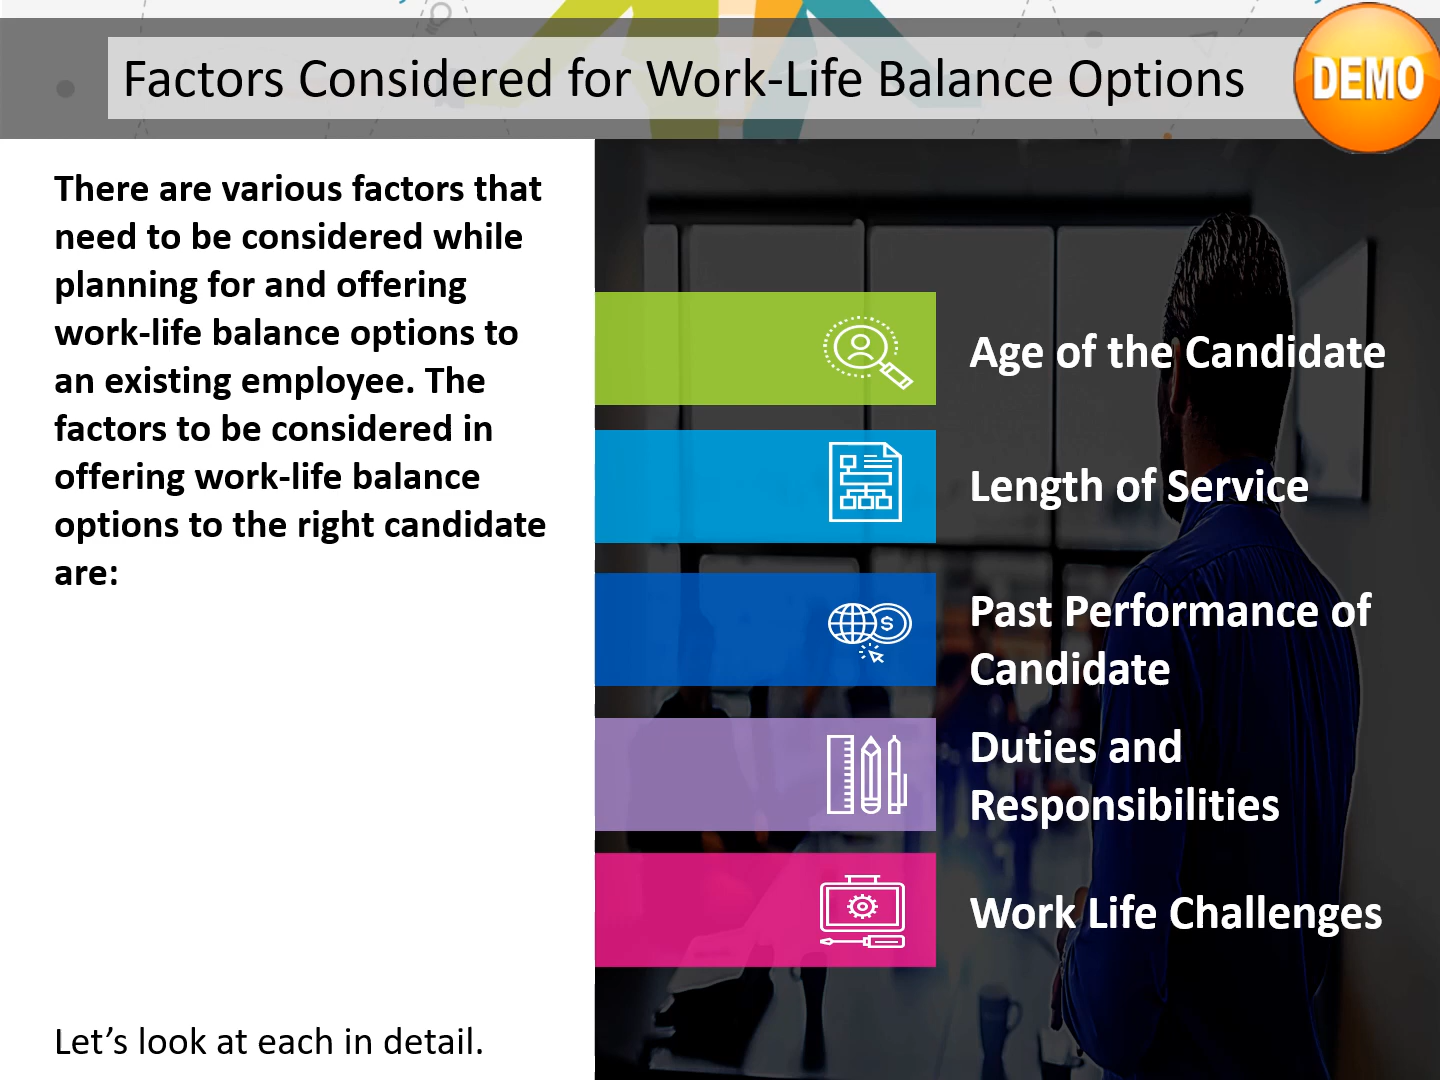 Factors Considered for Work-Life Balance Options
DEMO
There are various factors that
need to be considered while
planning for and offering
work-life balance options to
an existing employee. The
factors to be considered in
offering work-life balance
options to the right candidate
are:
Age of the Candidate
Length of Service
$
Past Performance of
Candidate
Duties and
Responsibilities
Work Life Challenges
Let’s look at each in detail.